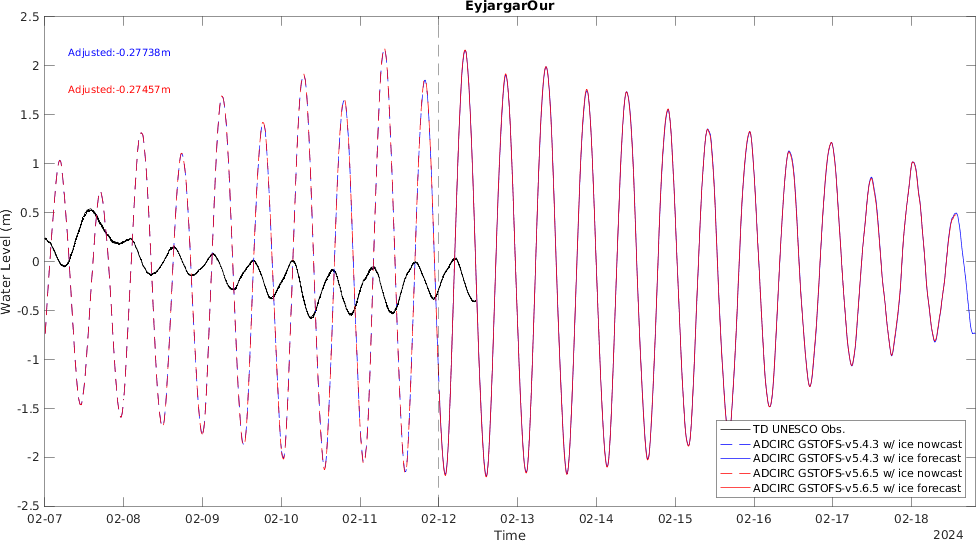 EyjargarOur
2.5
2
1.5
1
0.5
0
-0.5
-1
-1.5
-2
-2.5
Water Level (m)
Adjusted:-0.27738m
Adjusted:-0.27457m
TD UNESCO Obs.
ADCIRC GSTOFS-v5.4.3 w/ ice nowcast
ADCIRC GSTOFS-v5.4.3 w/ ice forecast
ADCIRC GSTOFS-v5.6.5 w/ ice nowcast
ADCIRC GSTOFS-v5.6.5 w/ ice forecast
02-07 02-08 02-09 02-10 02-11 02-12 02-13 02-14 02-15 02-16 02-17 02-18
Time
2024